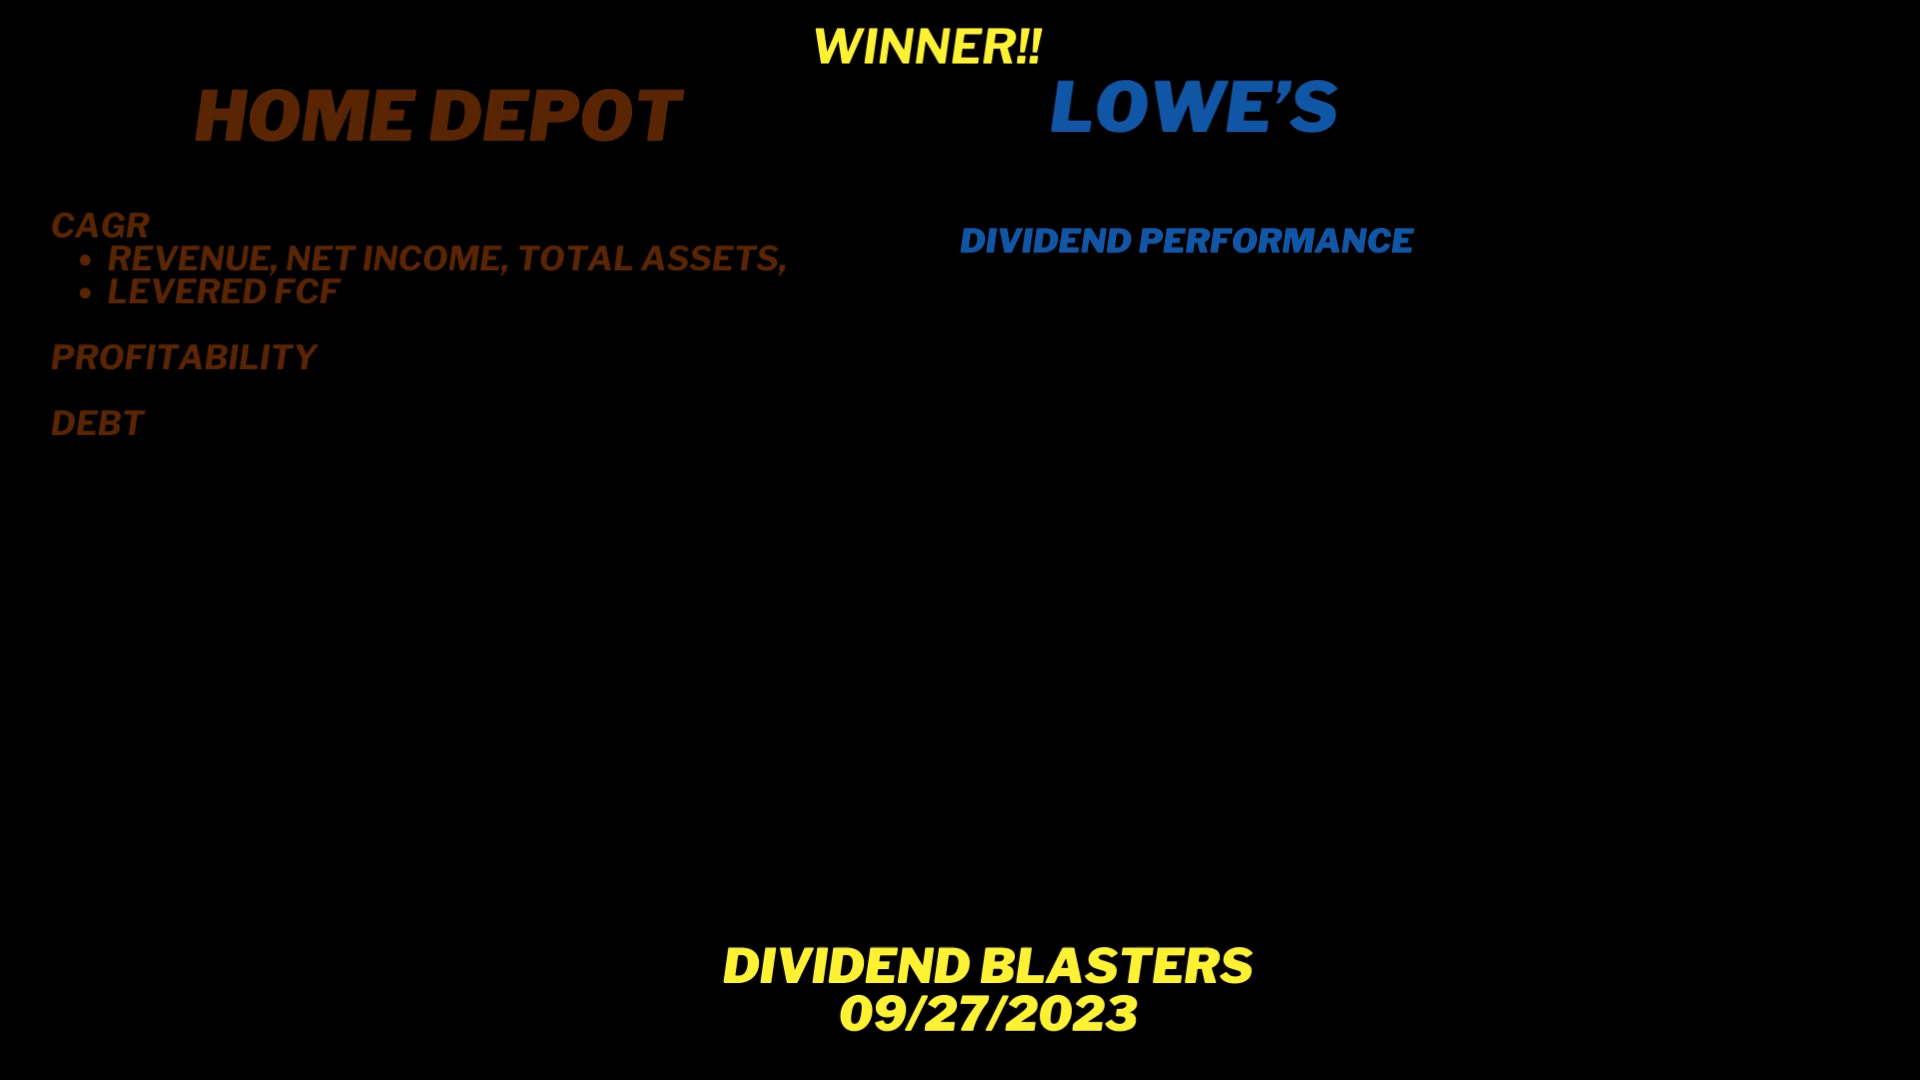 WINNER!!
HOME DEPOT
LOWE’S
CAGR
• REVENUE, NET INCOME, TOTAL ASSETS,
• LEVERED FCF
PROFITABILITY
DEBT
DIVIDEND PERFORMANCE
DIVIDEND BLASTERS
09/27/2023